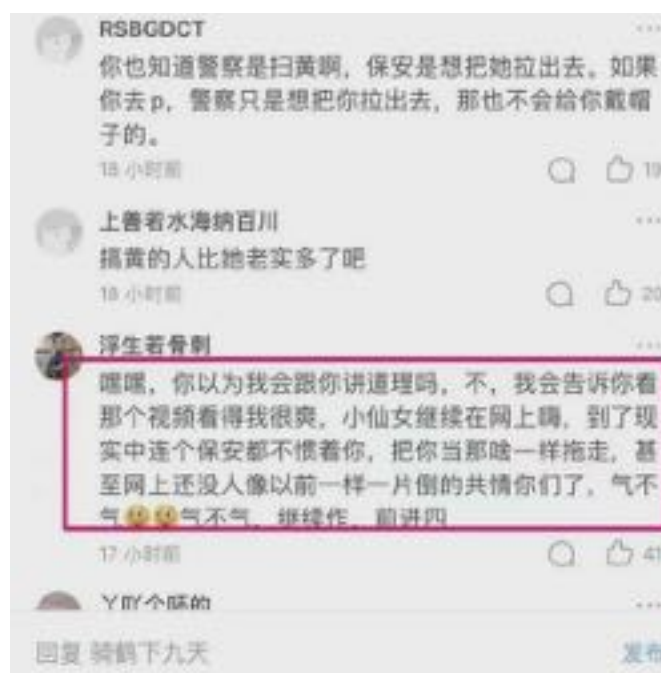 RSBGDCT
你也知道警察是扫黄啊，保安是想把她拉出去。如果
你去p，警察只是想把你拉出去，那也不会给你戴帽
子的。
18 小时前
19
上善若水海纳百川
搞黄的人比她老实多了吧
18 小时前
20
浮生若骨刺
嘿嘿，你以为我会跟你讲道理吗，不，我会告诉你看
那个视频看得我很爽，小仙女继续在网上嗨，到了现
实中连个保安都不惯着你，把你当那啥一样拖走，甚
至网上还没人像以前一样一片倒的共情你们了，气不
气😄😄气不气，继续作，前进四
17 小时前
41
回复 骑鹤下九天
发布